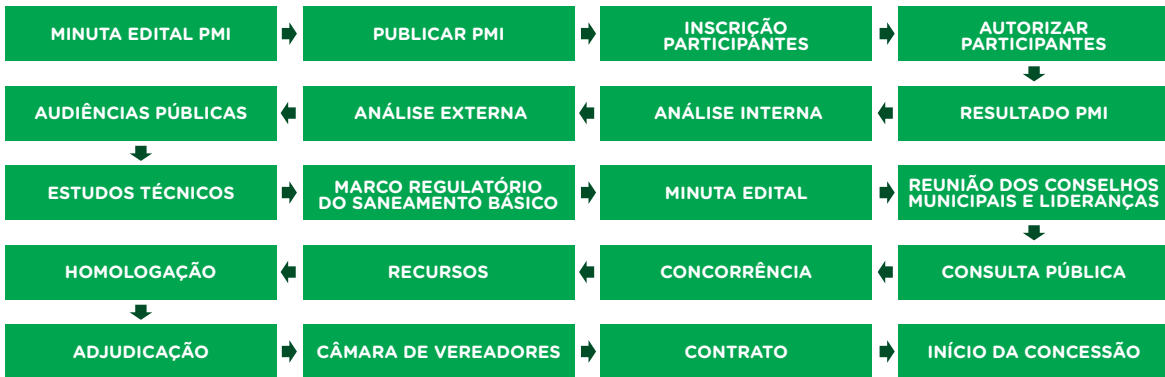 MINUTA EDITAL PMI
PUBLICAR PMI
INSCRIÇÃO
PARTICIPANTES
AUTORIZAR
PARTICIPANTES
RESULTADO PMI
ANÁLISE INTERNA
ANÁLISE EXTERNA
AUDIÊNCIAS PÚBLICAS
ESTUDOS TÉCNICOS
MARCO REGULATÓRIO
DO SANEAMENTO BÁSICO
MINUTA EDITAL
REUNIÃO DOS CONSELHOS
MUNICIPAIS E LIDERANÇAS
CONSULTA PÚBLICA
CONCORRÊNCIA
RECURSOS
HOMOLOGAÇÃO
ADJUDICAÇÃO
CÂMARA DE VEREADORES
CONTRATO
INÍCIO DA CONCESSÃO